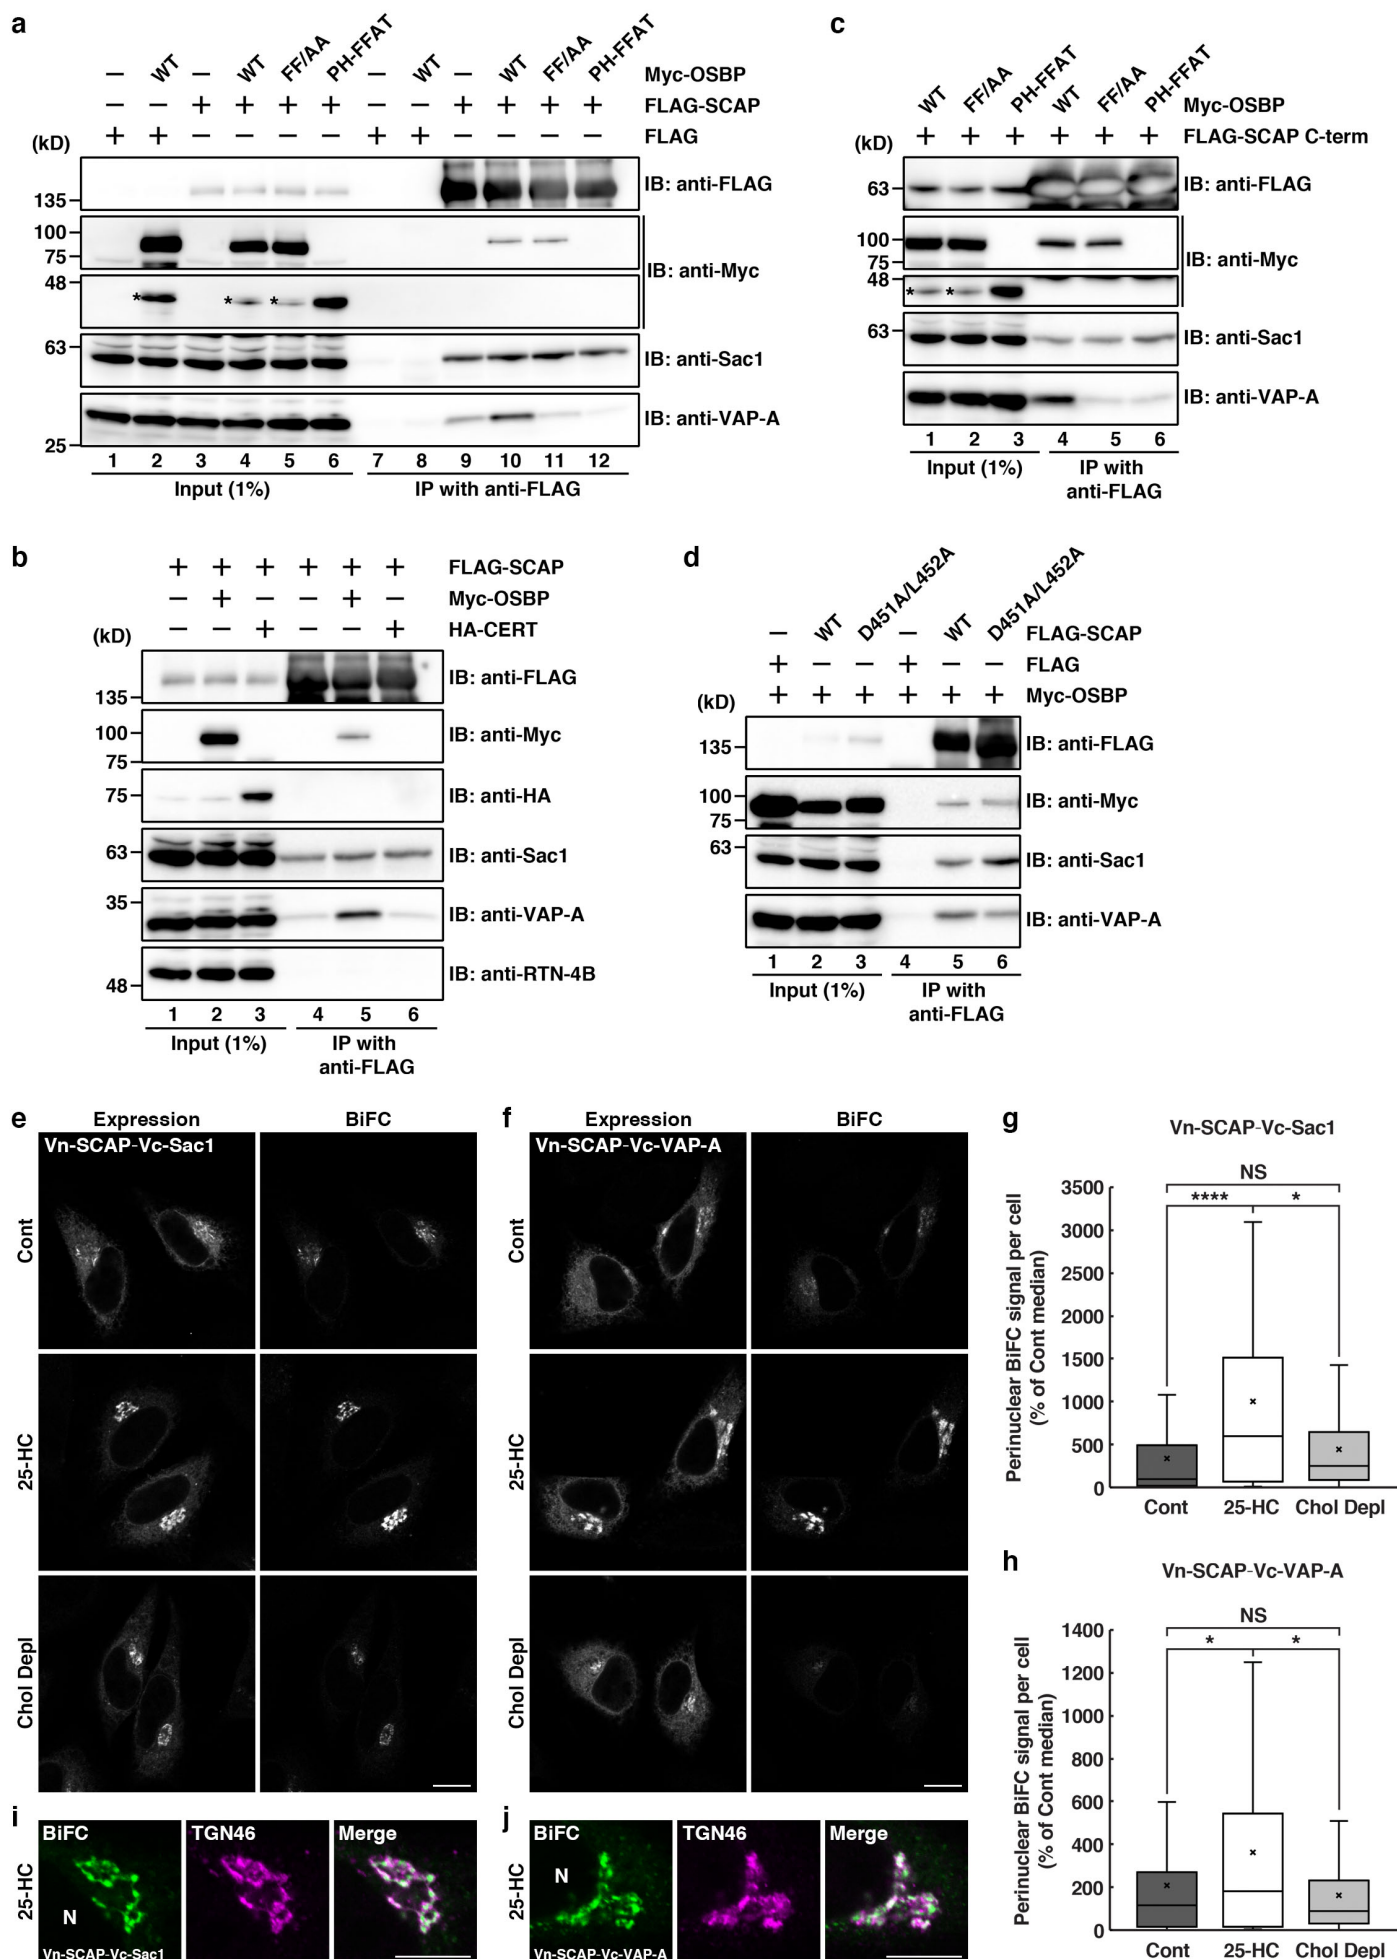 a
— WT — WT FF/AA PH-FFAT — WT — WT FF/AA PH-FFAT Myc-OSBP
— — + + + + — — + + + + FLAG-SCAP
+ + — — — — + + — — — — FLAG
(kD)
135 IB: anti-FLAG
100
75
IB: anti-Myc
48
* * *
63 IB: anti-Sac1
IB: anti-VAP-A
25
1 2 3 4 5 6 7 8 9 10 11 12
Input (1%) IP with anti-FLAG
c
WT FF/AA PH-FFAT WT FF/AA PH-FFAT Myc-OSBP
+ + + + + + FLAG-SCAP C-term
(kD)
63 IB: anti-FLAG
100
75
IB: anti-Myc
48
* *
63 IB: anti-Sac1
IB: anti-VAP-A
1 2 3 4 5 6
Input (1%) IP with
anti-FLAG
b
+ + + + + + FLAG-SCAP
— + — — + — Myc-OSBP
— — + — — + HA-CERT
(kD)
IB: anti-FLAG
135
100 IB: anti-Myc
75
75 IB: anti-HA
63 IB: anti-Sac1
35
IB: anti-VAP-A
IB: anti-RTN-4B
48
1 2 3 4 5 6
Input (1%) IP with
anti-FLAG
d
— WT D451A/L452A — WT D451A/L452A FLAG-SCAP
+ — — + — — FLAG
+ + + + + + Myc-OSBP
(kD)
135 IB: anti-FLAG
100 IB: anti-Myc
75
63
IB: anti-Sac1
IB: anti-VAP-A
1 2 3 4 5 6
Input (1%) IP with
anti-FLAG
e
Expression BiFC
Vn-SCAP-Vc-Sac1
Cont
25-HC
Chol Depl
f
Expression BiFC
Vn-SCAP-Vc-VAP-A
Cont
25-HC
Chol Depl
g
Vn-SCAP-Vc-Sac1
NS
**** *
Perinuclear BiFC signal per cell
(% of Cont median)
3500
3000
2500
2000
1500
1000
500
0
× × ×
Cont 25-HC Chol Depl
h
Vn-SCAP-Vc-VAP-A
NS
* *
Perinuclear BiFC signal per cell
(% of Cont median)
1400
1200
1000
800
600
400
200
0
× × ×
Cont 25-HC Chol Depl
i
25-HC
BiFC TGN46 Merge
N
Vn-SCAP-Vc-Sac1
j
25-HC
BiFC TGN46 Merge
N
Vn-SCAP-Vc-VAP-A